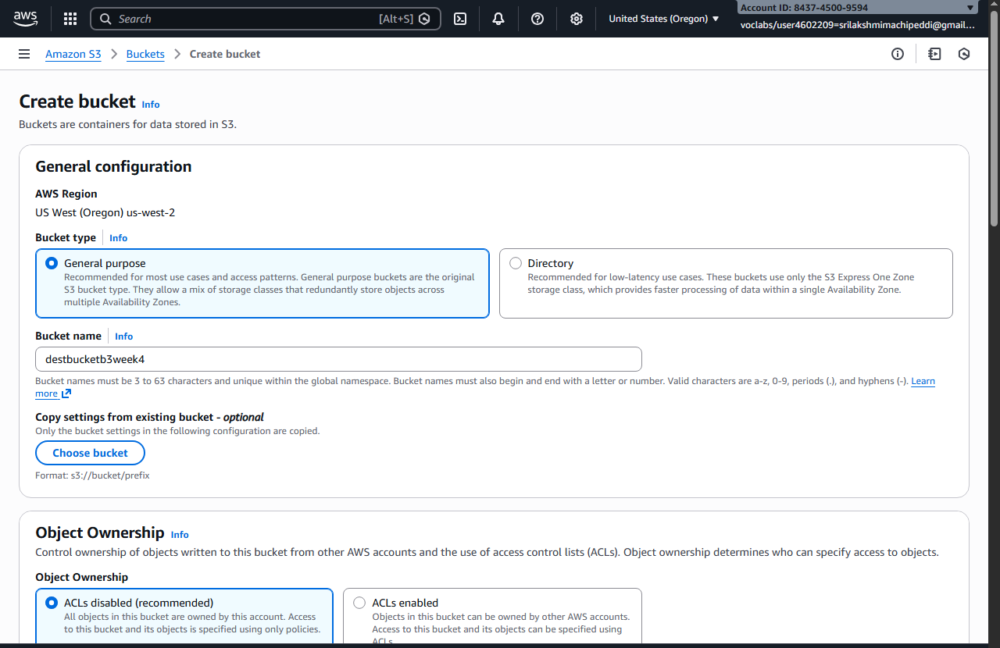 aws
Search [Alt+S]
United States (Oregon)
Account ID: 8437-4500-9594
voclabs/user4602209=srilakshmimachipeddi@gmail...
Amazon S3 > Buckets > Create bucket
Create bucket Info
Buckets are containers for data stored in S3.
General configuration
AWS Region
US West (Oregon) us-west-2
Bucket type Info
General purpose
Recommended for most use cases and access patterns. General purpose buckets are the original
S3 bucket type. They allow a mix of storage classes that redundantly store objects across
multiple Availability Zones.
Directory
Recommended for low-latency use cases. These buckets use only the S3 Express One Zone
storage class, which provides faster processing of data within a single Availability Zone.
Bucket name Info
destbucketb3week4
Bucket names must be 3 to 63 characters and unique within the global namespace. Bucket names must also begin and end with a letter or number. Valid characters are a-z, 0-9, periods (.), and hyphens (-). Learn
more
Copy settings from existing bucket - optional
Only the bucket settings in the following configuration are copied.
Choose bucket
Format: s3://bucket/prefix
Object Ownership Info
Control ownership of objects written to this bucket from other AWS accounts and the use of access control lists (ACLs). Object ownership determines who can specify access to objects.
Object Ownership
ACLs disabled (recommended)
All objects in this bucket are owned by this account. Access
to this bucket and its objects is specified using only policies.
ACLs enabled
Objects in this bucket can be owned by other AWS accounts.
Access to this bucket and its objects can be specified using
ACLs.